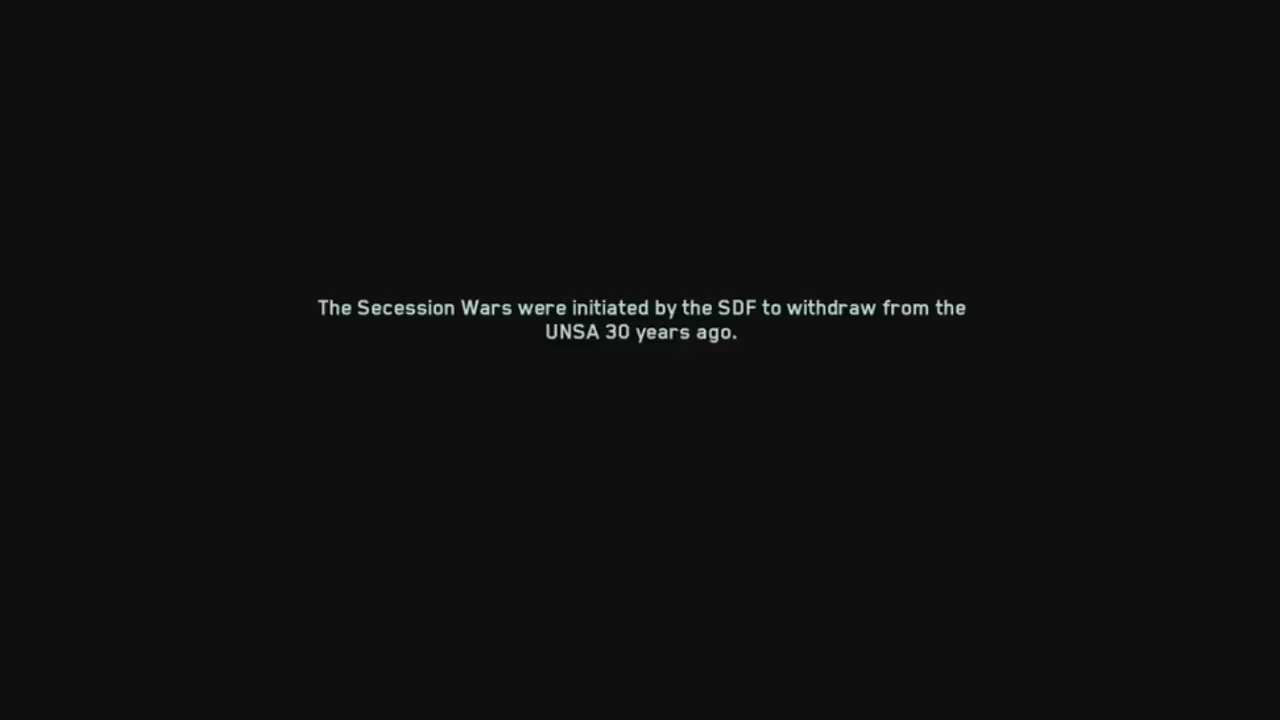 The Secession Wars were initiated by the SDF to withdraw from the
UNSA 30 years ago.